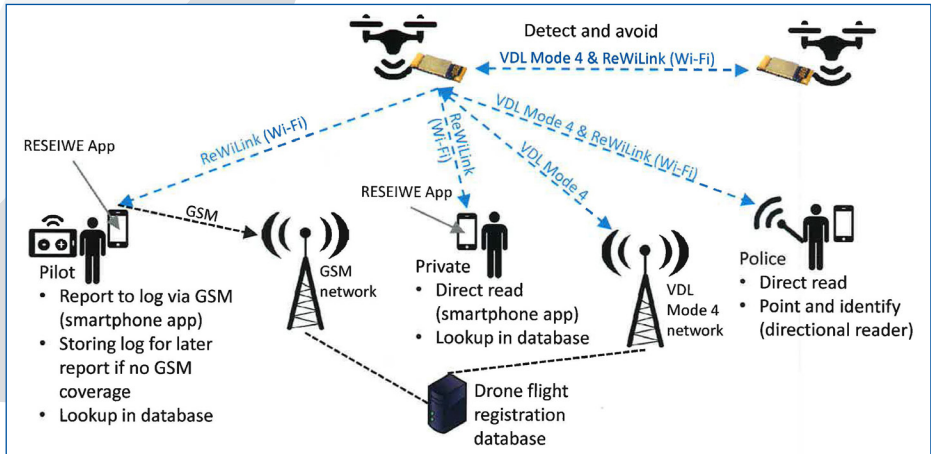 Detect and avoid
VDL Mode 4 & ReWiLink (Wi-Fi)
ReWiLink (Wi-Fi)
ReWiLink
(Wi-Fi)
VDL Mode 4
VDL Mode 4 & ReWiLink (Wi-Fi)
RESEIWE App
GSM
Pilot
• Report to log via GSM
(smartphone app)
• Storing log for later
report if no GSM
coverage
• Lookup in database
GSM
network
RESEIWE App
Private
• Direct read
(smartphone app)
• Lookup in database
VDL
Mode 4
network
Police
• Direct read
• Point and identify
(directional reader)
Drone flight
registration
database